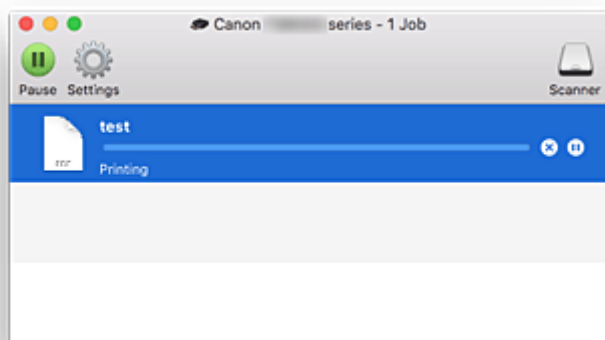 Canon series - 1 Job
Pause Settings
Scanner
test
Printing